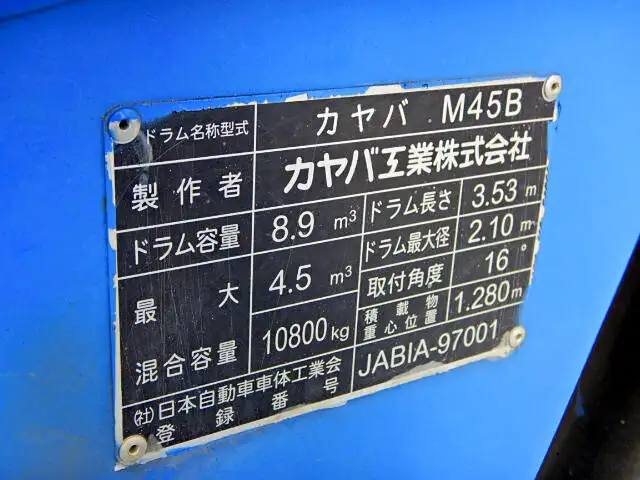 ドラム名称型式 カヤバ M45B
製作者 カヤバ工業株式会社
ドラム容量 8.9 m³ ドラム長さ 3.53 m
ドラム最大径 2.10 m
最大混合容量 4.5 m³ 取付角度 16°
10800kg 積載物重心位置 1.280m
(社)日本自動車車体工業会
登録番号 JABIA-97001